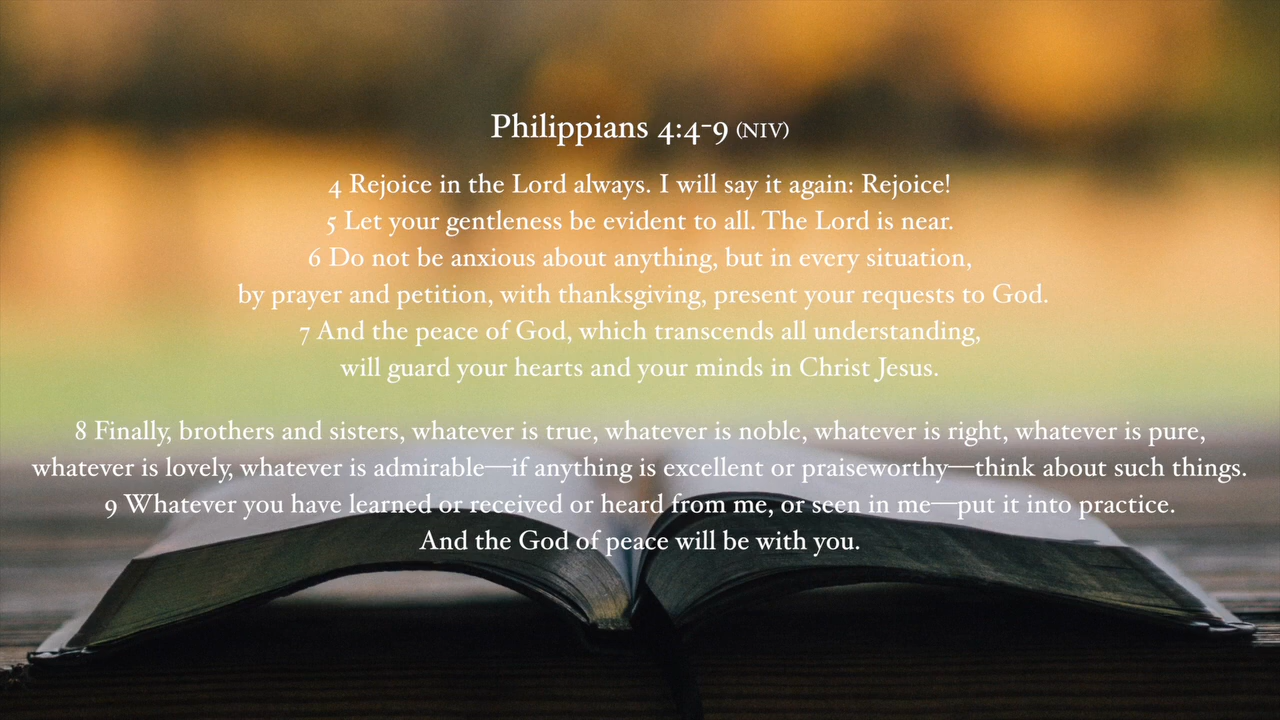 Philippians 4:4-9 (NIV)
4 Rejoice in the Lord always. I will say it again: Rejoice!
5 Let your gentleness be evident to all. The Lord is near.
6 Do not be anxious about anything, but in every situation,
by prayer and petition, with thanksgiving, present your requests to God.
7 And the peace of God, which transcends all understanding,
will guard your hearts and your minds in Christ Jesus.
8 Finally, brothers and sisters, whatever is true, whatever is noble, whatever is right, whatever is pure,
whatever is lovely, whatever is admirable—if anything is excellent or praiseworthy—think about such things.
9 Whatever you have learned or received or heard from me, or seen in me—put it into practice.
And the God of peace will be with you.